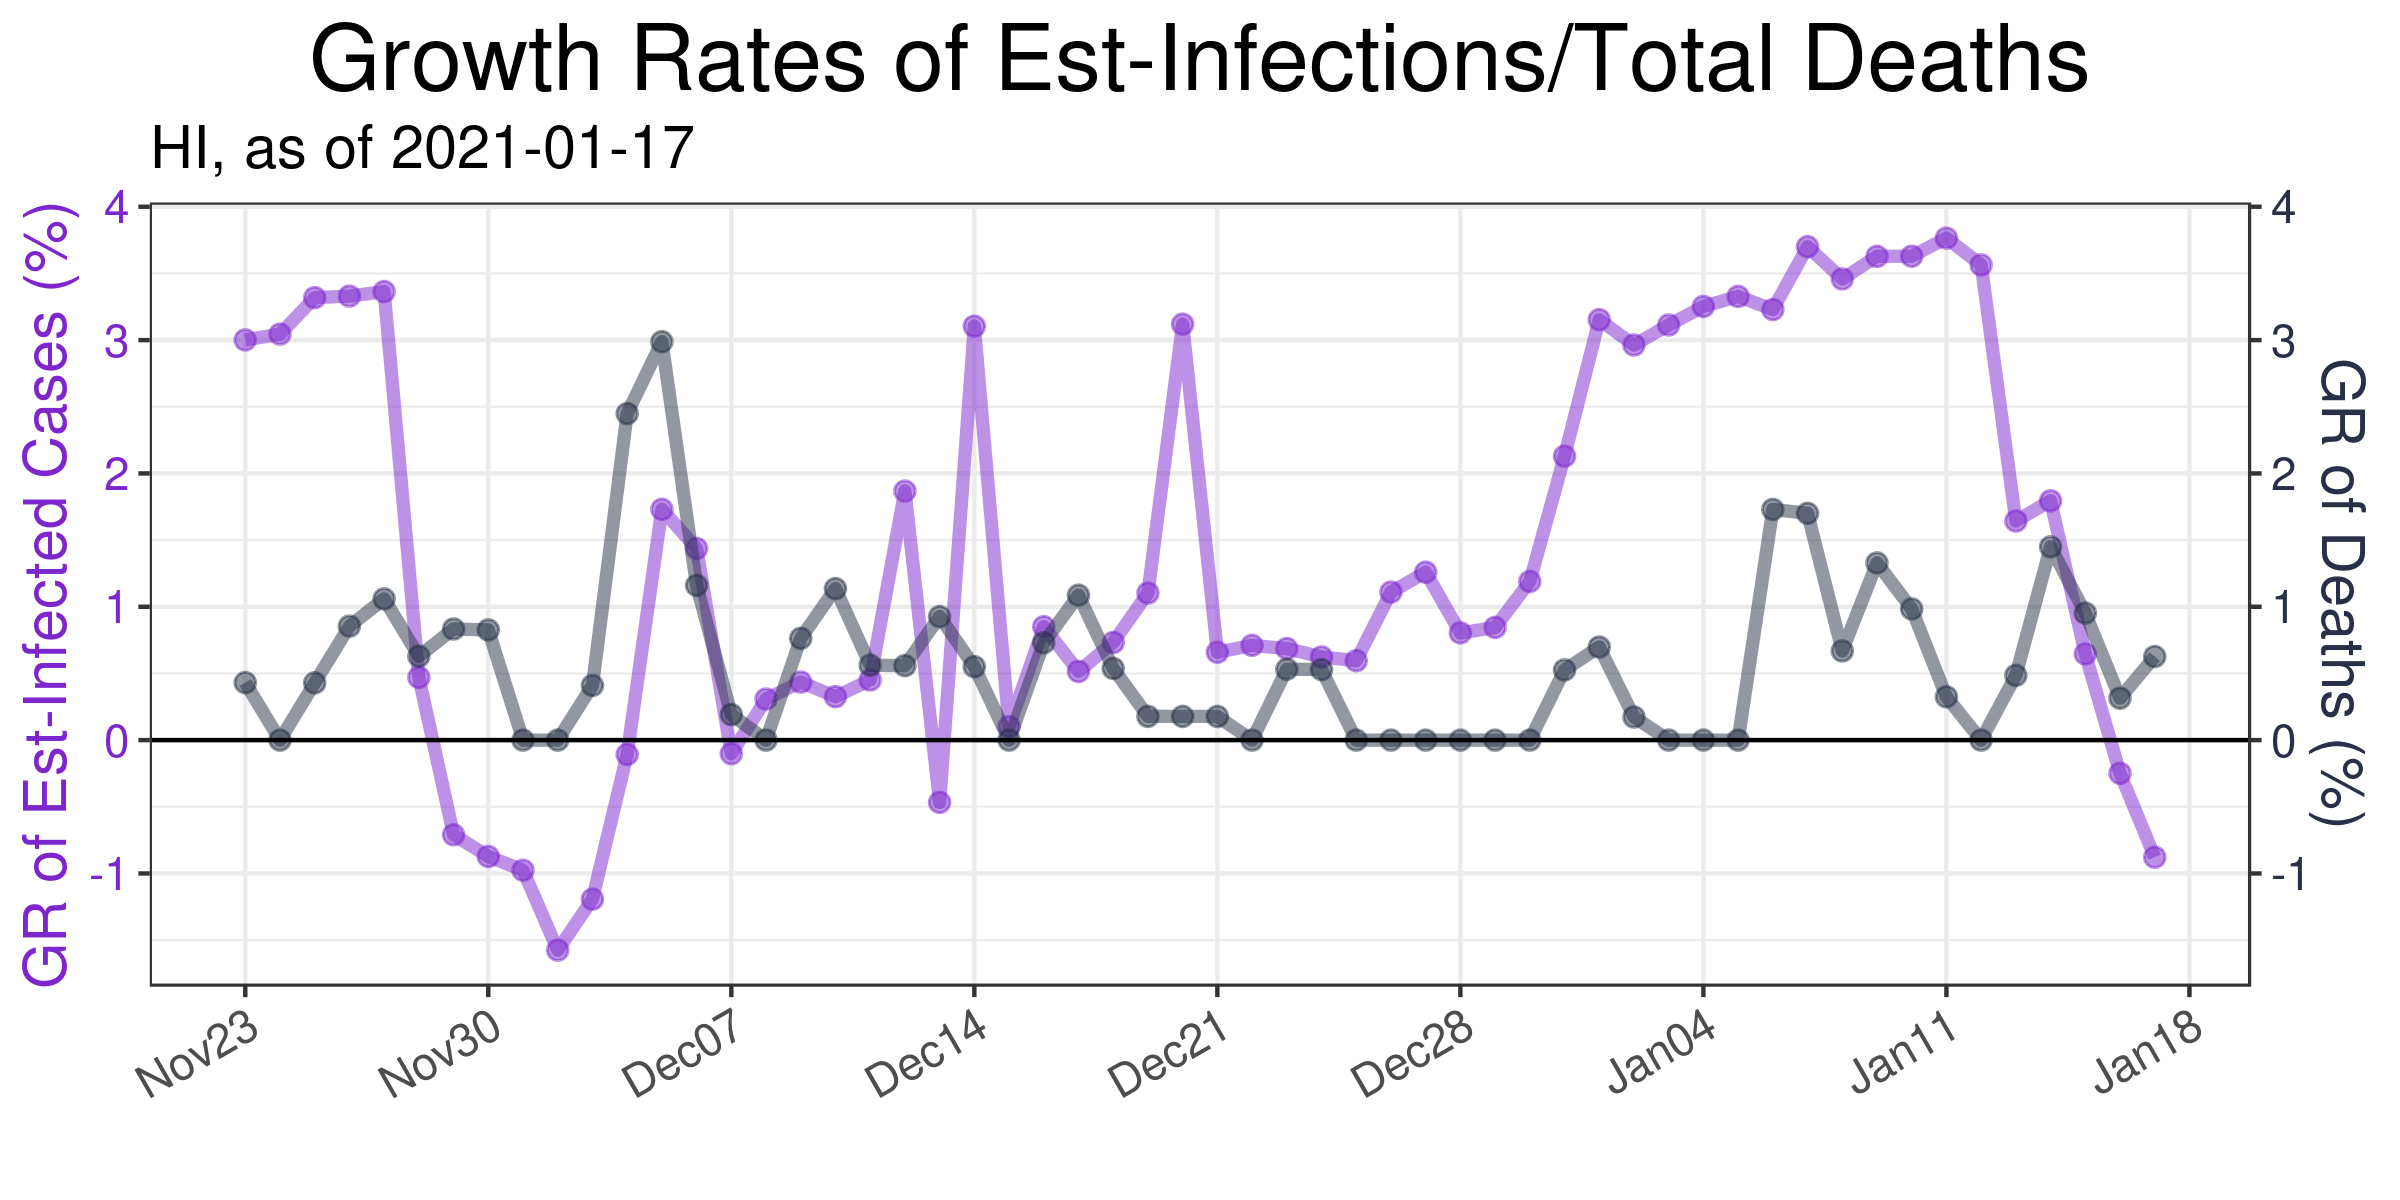 Growth Rates of Est-Infections/Total Deaths
HI, as of 2021-01-17
GR of Est-Infected Cases (%)
4
3
2
1
0
-1
4
3
2
1
0
-1
GR of Deaths (%)
Nov23
Nov30
Dec07
Dec14
Dec21
Dec28
Jan04
Jan11
Jan18